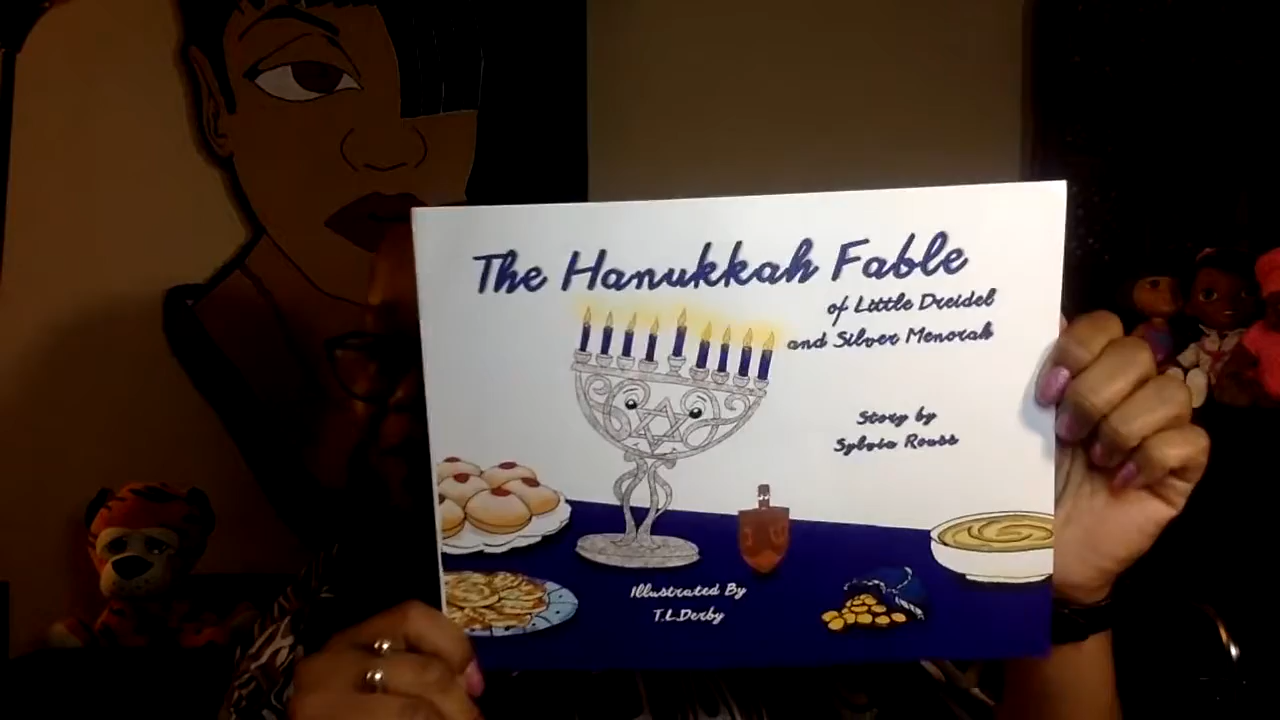 The Hanukkah Fable
of Little Dreidel
and Silver Menorah
Story by
Sylvia Rouss
Illustrated By
T.L.Derby